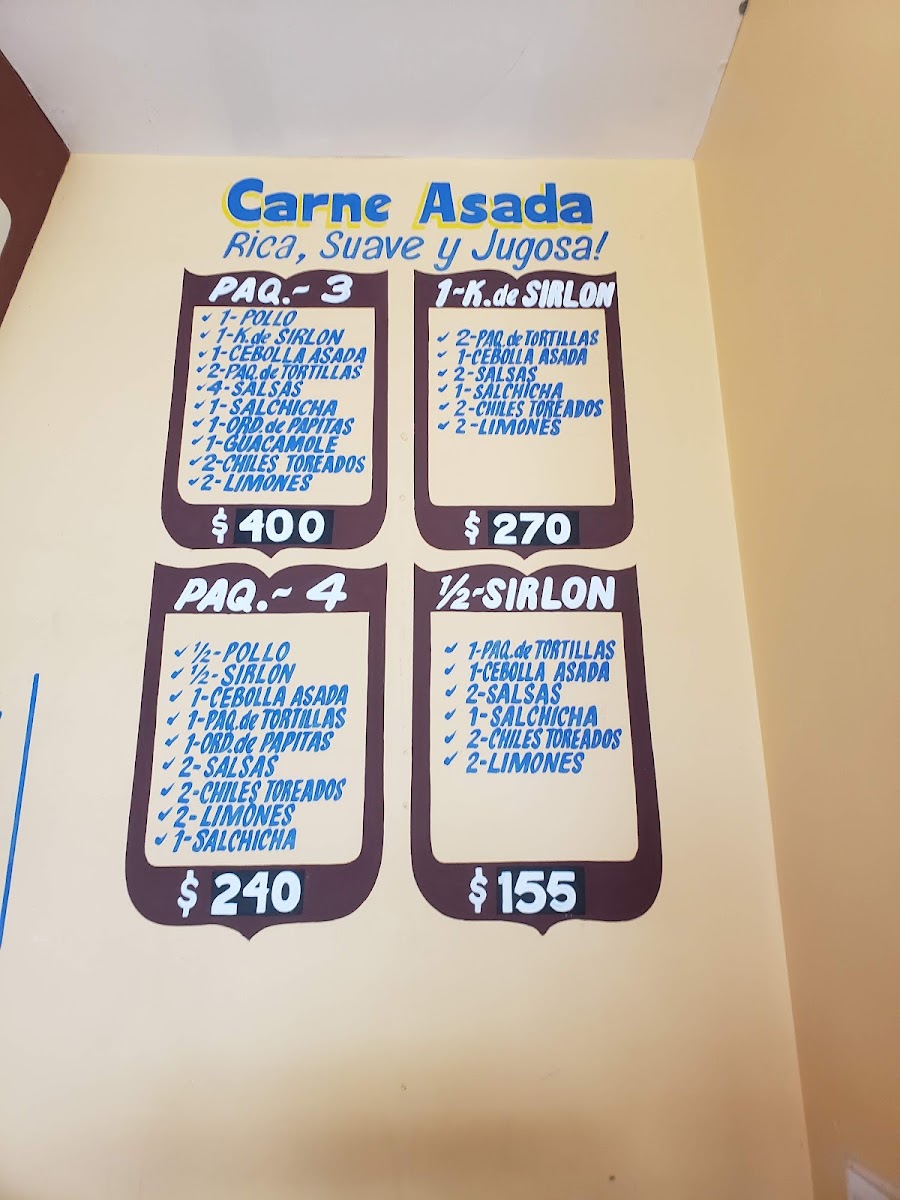 Carne Asada
Rica, Suave y Jugosa!
PAQ.~ 3
✓ 1-POLLO
✓ 1-K.de SIRLON
✓ 1-CEBOLLA ASADA
✓ 2-PAQ.de TORTILLAS
✓ 4-SALSAS
✓ 1-SALCHICHA
✓ 1-ORD.de PAPITAS
✓ 1-GUACAMOLE
✓ 2-CHILES TOREADOS
✓ 2-LIMONES
$ 400
1~K.de SIRLON
✓ 2-PAQ.de TORTILLAS
✓ 1-CEBOLLA ASADA
✓ 2-SALSAS
✓ 1-SALCHICHA
✓ 2-CHILES TOREADOS
✓ 2-LIMONES
$ 270
PAQ.~ 4
✓ ½-POLLO
✓ ½-SIRLON
✓ 1-CEBOLLA ASADA
✓ 1-PAQ.de TORTILLAS
✓ 1-ORD.de PAPITAS
✓ 2-SALSAS
✓ 2-CHILES TOREADOS
✓ 2-LIMONES
✓ 1-SALCHICHA
$ 240
½~SIRLON
✓ 1-PAQ.de TORTILLAS
✓ 1-CEBOLLA ASADA
✓ 2-SALSAS
✓ 1-SALCHICHA
✓ 2-CHILES TOREADOS
✓ 2-LIMONES
$ 155